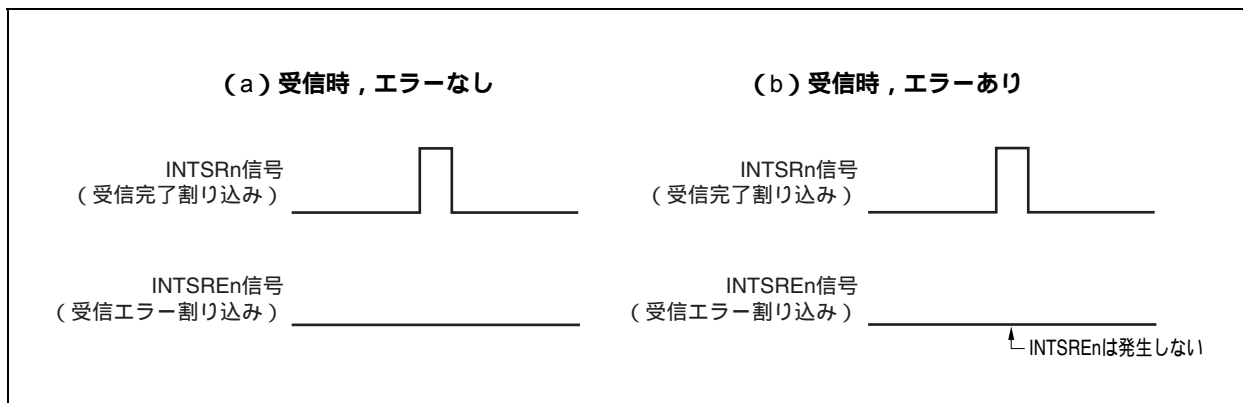 (a)受信時，エラーなし
INTSRn信号
（受信完了割り込み）
INTSREn信号
（受信エラー割り込み）
(b)受信時，エラーあり
INTSRn信号
（受信完了割り込み）
INTSREn信号
（受信エラー割り込み）
INTSREnは発生しない